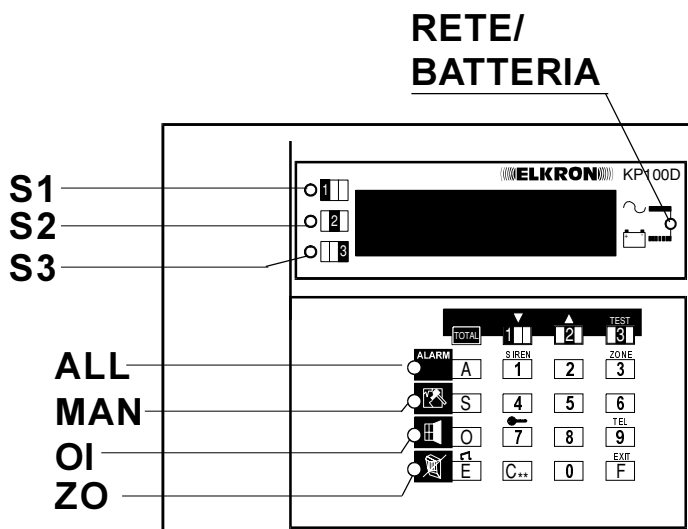 RETE/
BATTERIA
ELKRON KP100D
S1 1
S2 2
S3 3
TEST
TOTAL 1 2 3
ALARM SIREN ZONE
ALL A 1 2 3
MAN S 4 5 6
TEL
OI O 7 8 9
EXIT
ZO E C** 0 F